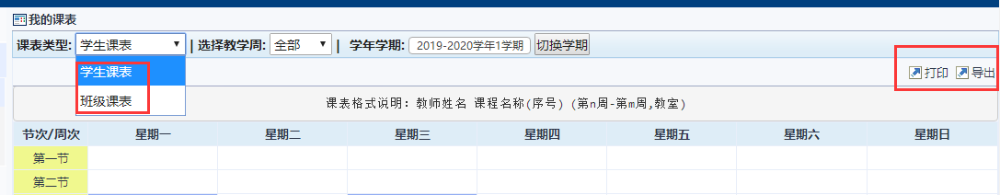 我的课表
课表类型: 学生课表 | 选择教学周: 全部 | 学年学期: 2019-2020学年1学期 切换学期
学生课表
班级课表
打印 导出
课表格式说明：教师姓名 课程名称(序号) (第n周-第m周,教室)
节次/周次 星期一 星期二 星期三 星期四 星期五 星期六 星期日
第一节
第二节